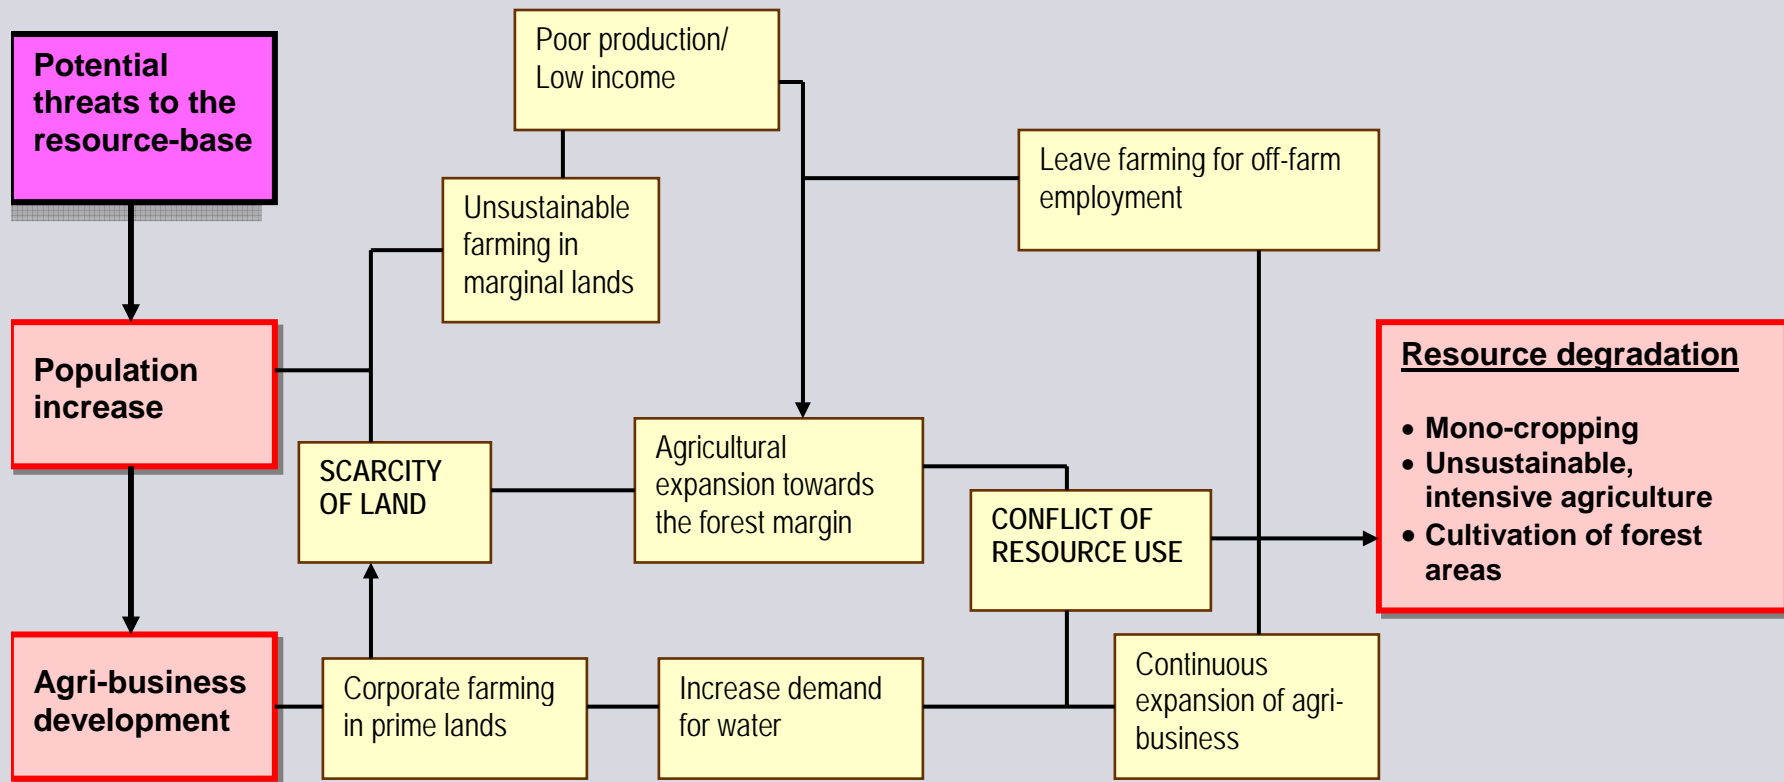 Potential
threats to the
resource-base
Poor production/
Low income
Leave farming for off-farm
employment
Unsustainable
farming in
marginal lands
Population
increase
SCARCITY
OF LAND
Agricultural
expansion towards
the forest margin
CONFLICT OF
RESOURCE USE
Resource degradation
• Mono-cropping
• Unsustainable,
intensive agriculture
• Cultivation of forest
areas
Agri-business
development
Corporate farming
in prime lands
Increase demand
for water
Continuous
expansion of agri-
business